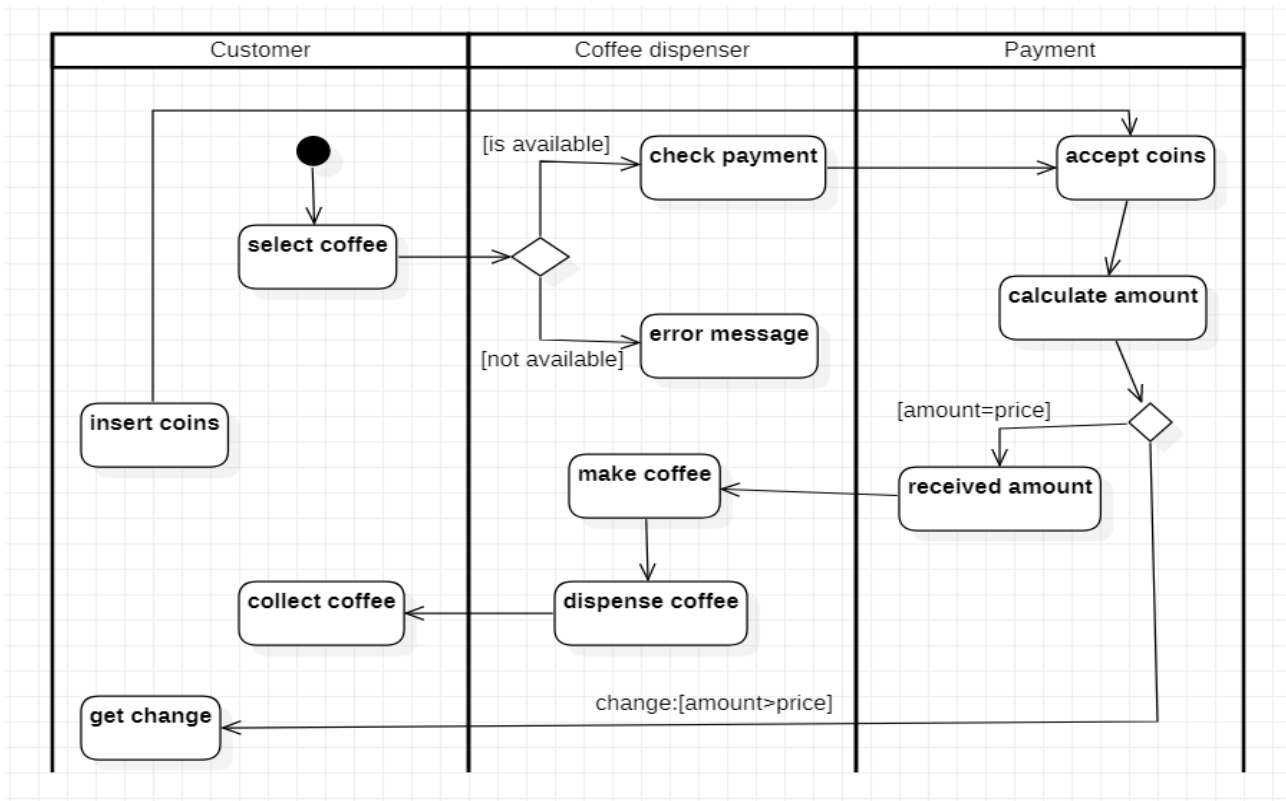 Customer
Coffee dispenser
Payment
[is available]
check payment
accept coins
select coffee
calculate amount
error message
[not available]
insert coins
[amount=price]
make coffee
received amount
collect coffee
dispense coffee
change:[amount>price]
get change